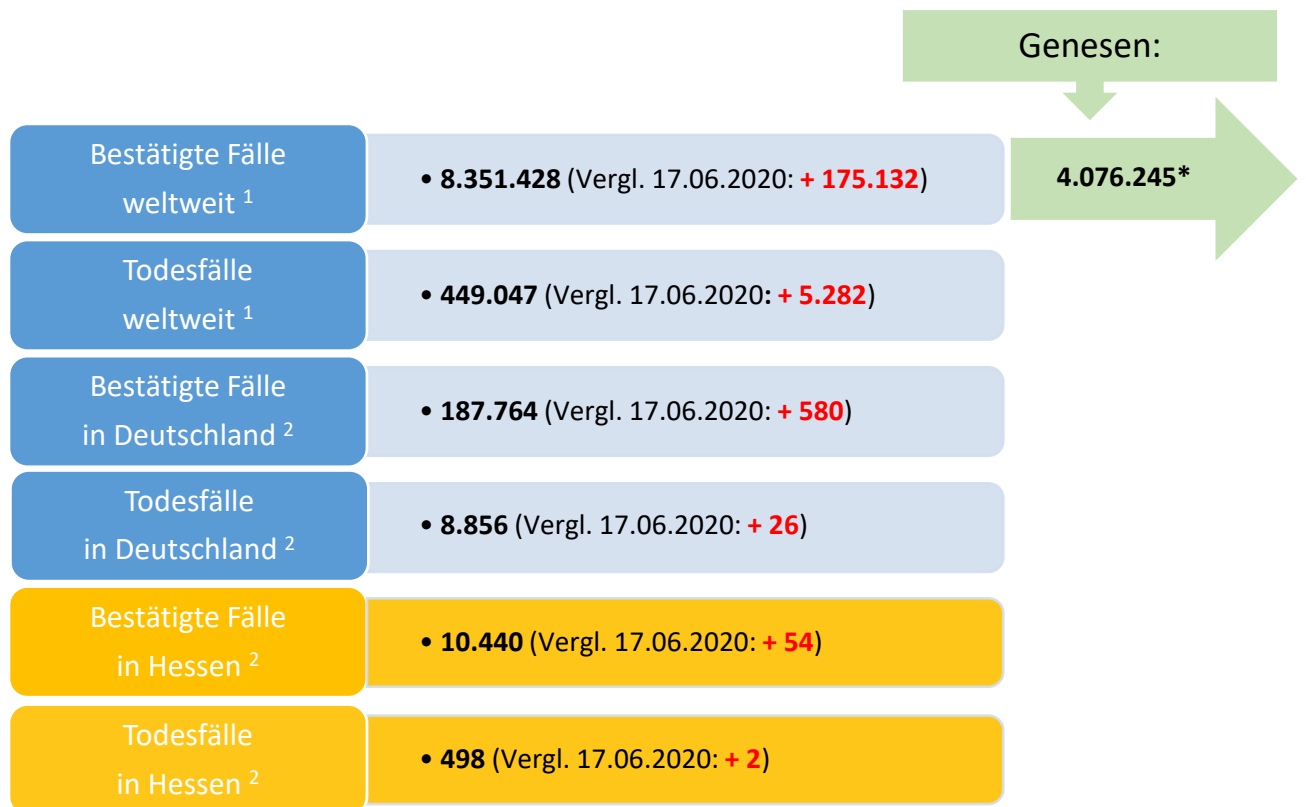 Genesen:
Bestätigte Fälle
weltweit ¹
• 8.351.428 (Vergl. 17.06.2020: + 175.132)
4.076.245*
Todesfälle
weltweit ¹
• 449.047 (Vergl. 17.06.2020: + 5.282)
Bestätigte Fälle
in Deutschland ²
• 187.764 (Vergl. 17.06.2020: + 580)
Todesfälle
in Deutschland ²
• 8.856 (Vergl. 17.06.2020: + 26)
Bestätigte Fälle
in Hessen ²
• 10.440 (Vergl. 17.06.2020: + 54)
Todesfälle
in Hessen ²
• 498 (Vergl. 17.06.2020: + 2)